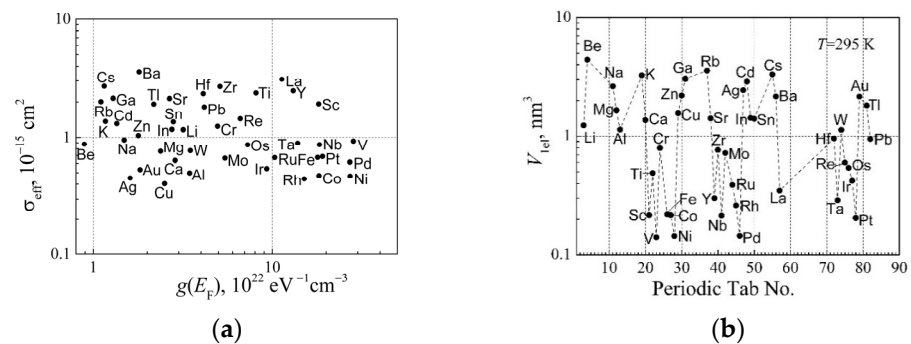 10
1
0.1
σeff, 10⁻¹⁵ cm²
Cs
Ba
Rb
Ga
K
Cd
Tl
Sr
Sn
Hf
Zr
Pb
Ti
La
Y
Sc
Be
Na
Zn
In
Li
Cr
Re
Mg
W
Ca
Al
Au
Ag
Cu
Os
Mo
Ta
Nb
V
Ru
Fe
Pt
Pd
Ir
Rh
Co
Ni
1
10
g(EF), 10²² eV⁻¹cm⁻³
(a)
10
1
0.1
V1el, nm³
T=295 K
Be
Na
K
Ga
Rb
Cd
Cs
Au
Mg
Ca
Zn
Ag
Ba
Tl
Li
Al
Cu
Sr
In
Sn
W
Hf
Pb
Ti
Zr
Mo
Re
Os
Fe
Ru
La
Ir
Sc
Co
Y
Rh
Ta
Nb
Pt
V
Ni
Pd
10 20 30 40 50 60 70 80 90
Periodic Tab No.
(b)